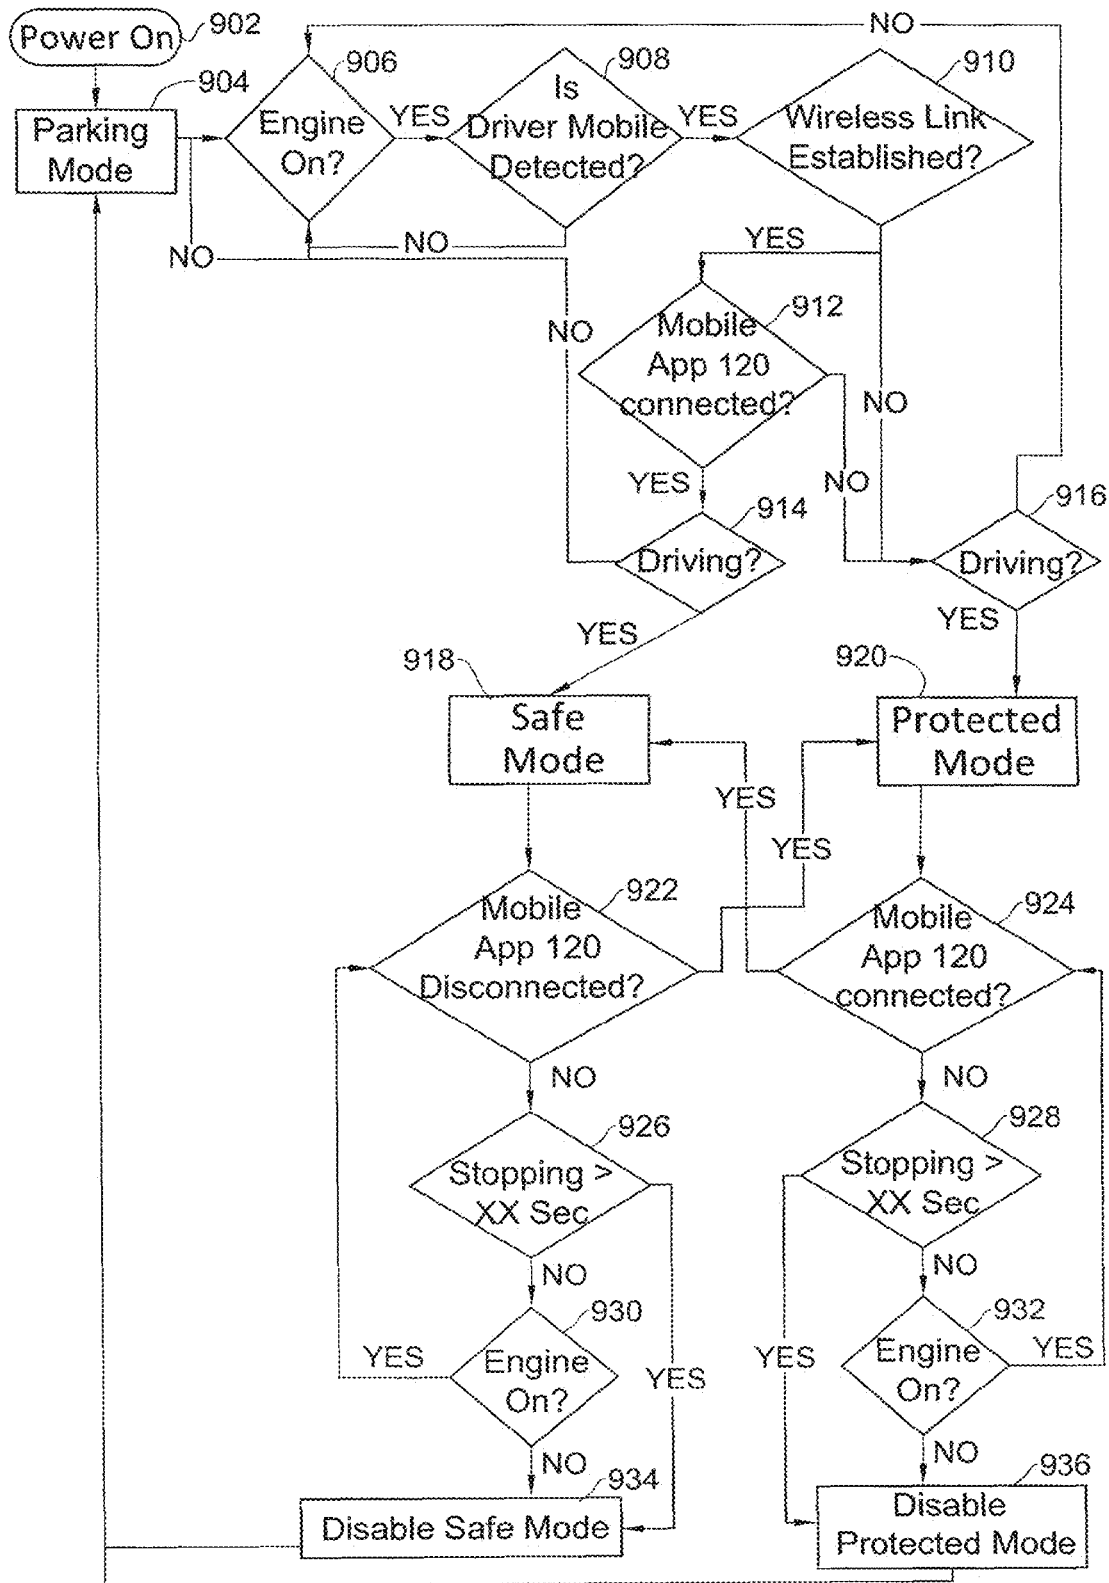 Power On
902
904
Parking
Mode
906
Engine
On?
YES
908
Is
Driver Mobile
Detected?
YES
910
Wireless Link
Established?
NO
NO
NO
YES
912
Mobile
App 120
connected?
NO
NO
NO
YES
914
Driving?
916
Driving?
YES
YES
918
Safe
Mode
920
Protected
Mode
YES
YES
922
Mobile
App 120
Disconnected?
924
Mobile
App 120
connected?
NO
NO
926
Stopping >
XX Sec
928
Stopping >
XX Sec
NO
NO
930
Engine
On?
YES
YES
932
Engine
On?
YES
YES
NO
NO
934
Disable Safe Mode
936
Disable
Protected Mode